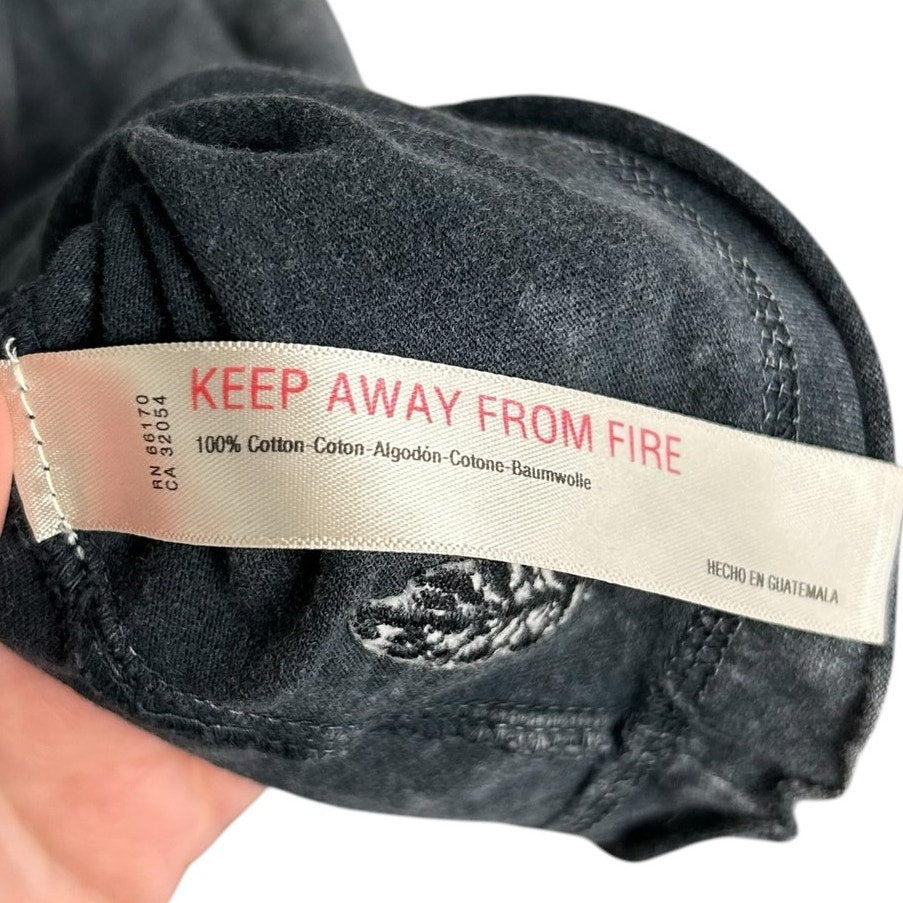 RN 66170
CA 32054
KEEP AWAY FROM FIRE
100% Cotton-Coton-Algodón-Cotone-Baumwolle
HECHO EN GUATEMALA